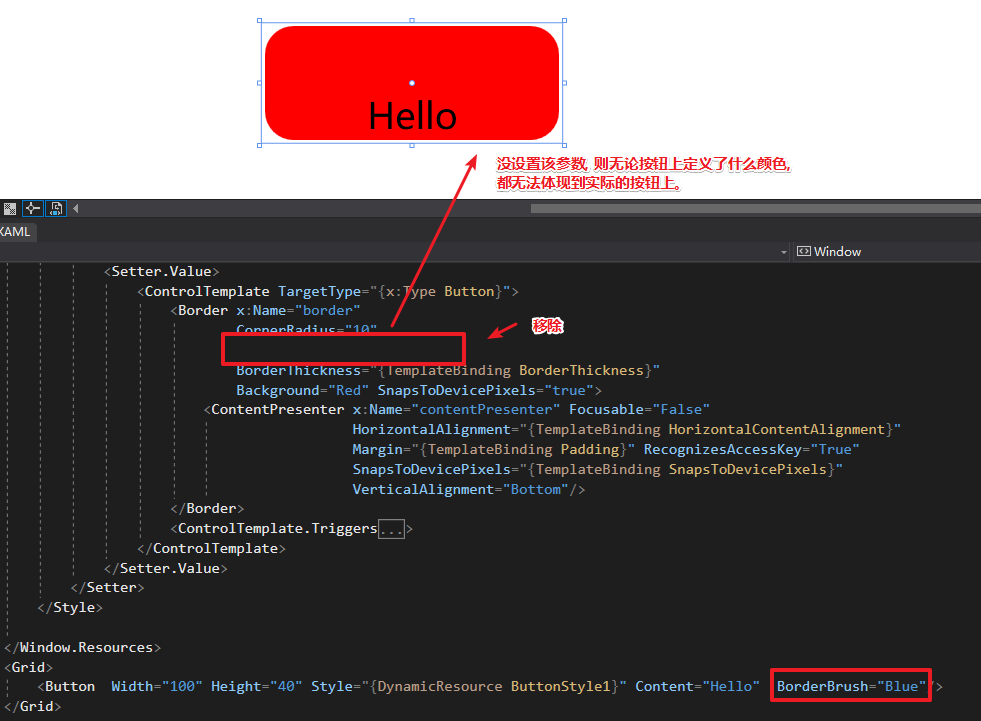 Hello
没设置该参数, 则无论按钮上定义了什么颜色,
都无法体现到实际的按钮上。
XAML
Window
<Setter.Value>
<ControlTemplate TargetType="{x:Type Button}">
<Border x:Name="border"
CornerRadius="10"
移除
BorderThickness="{TemplateBinding BorderThickness}"
Background="Red" SnapsToDevicePixels="true">
<ContentPresenter x:Name="contentPresenter" Focusable="False"
HorizontalAlignment="{TemplateBinding HorizontalContentAlignment}"
Margin="{TemplateBinding Padding}" RecognizesAccessKey="True"
SnapsToDevicePixels="{TemplateBinding SnapsToDevicePixels}"
VerticalAlignment="Bottom"/>
</Border>
<ControlTemplate.Triggers...>
</ControlTemplate>
</Setter.Value>
</Setter>
</Style>
</Window.Resources>
<Grid>
<Button Width="100" Height="40" Style="{DynamicResource ButtonStyle1}" Content="Hello" BorderBrush="Blue"/>
</Grid>